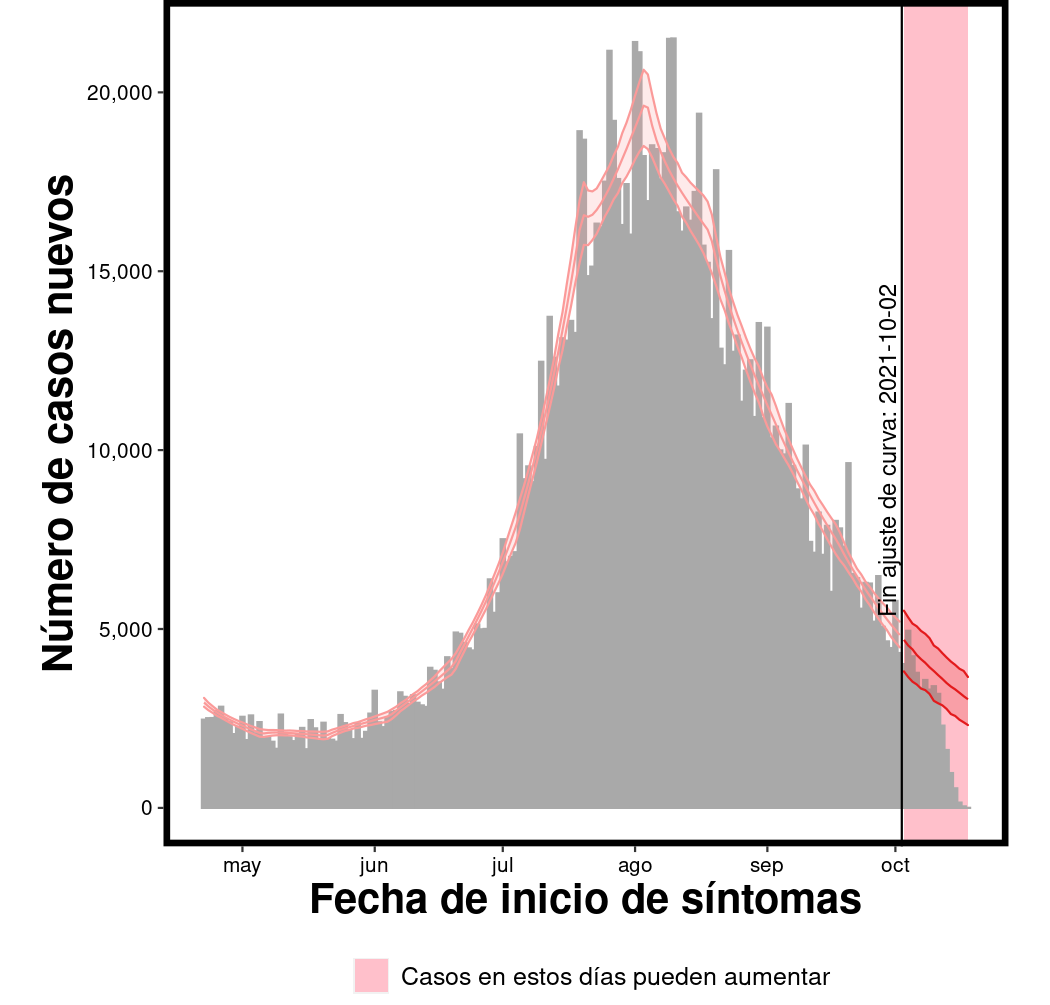 Número de casos nuevos
20,000
15,000
10,000
5,000
0
Fin ajuste de curva: 2021-10-02
may
jun
jul
ago
sep
oct
Fecha de inicio de síntomas
Casos en estos días pueden aumentar